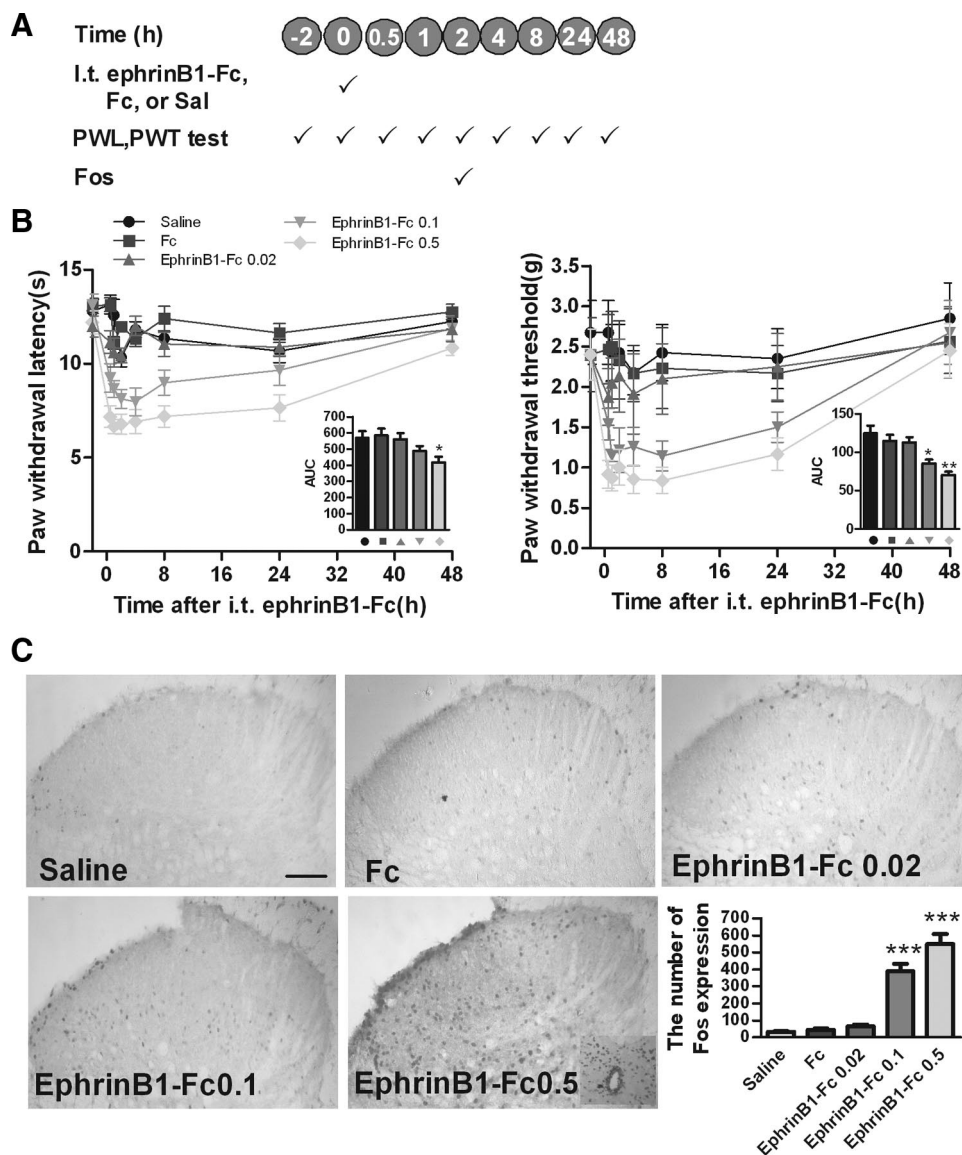 A
Time (h) -2 0 0.5 1 2 4 8 24 48
I.t. ephrinB1-Fc,
Fc, or Sal
PWL,PWT test
Fos
B
Saline
Fc
EphrinB1-Fc 0.02
EphrinB1-Fc 0.1
EphrinB1-Fc 0.5
Paw withdrawal latency(s)
15
10
5
0
0 8 16 24 32 40 48
Time after i.t. ephrinB1-Fc(h)
AUC
700
600
500
400
300
200
100
0
*
Paw withdrawal threshold(g)
3.5
3.0
2.5
2.0
1.5
1.0
0.5
0.0
0 8 16 24 32 40 48
Time after i.t. ephrinB1-Fc(h)
AUC
150
100
50
0
* **
C
Saline
Fc
EphrinB1-Fc 0.02
EphrinB1-Fc0.1
EphrinB1-Fc0.5
The number of
Fos expression
700
600
500
400
300
200
100
0
*** ***
Saline
Fc
EphrinB1-Fc 0.02
EphrinB1-Fc 0.1
EphrinB1-Fc 0.5